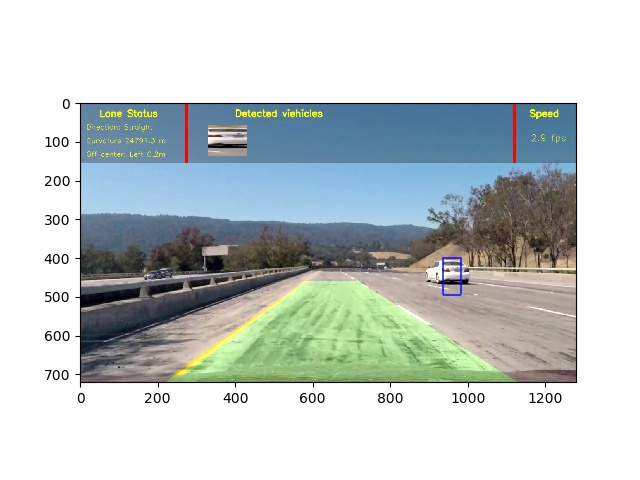 0
Lane Status
Detected viehicles
Speed
Direction: Straight
100
Curvature 24791.0 m
2.9 fps
Off center: Left 0.2m
200
300
400
500
600
700
0 200 400 600 800 1000 1200